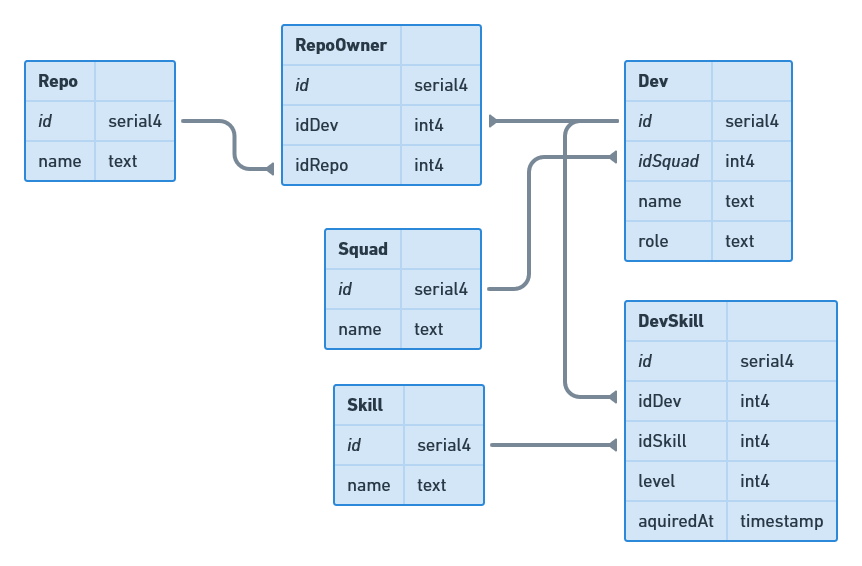 Repo
id serial4
name text
RepoOwner
id serial4
idDev int4
idRepo int4
Dev
id serial4
idSquad int4
name text
role text
Squad
id serial4
name text
Skill
id serial4
name text
DevSkill
id serial4
idDev int4
idSkill int4
level int4
aquiredAt timestamp